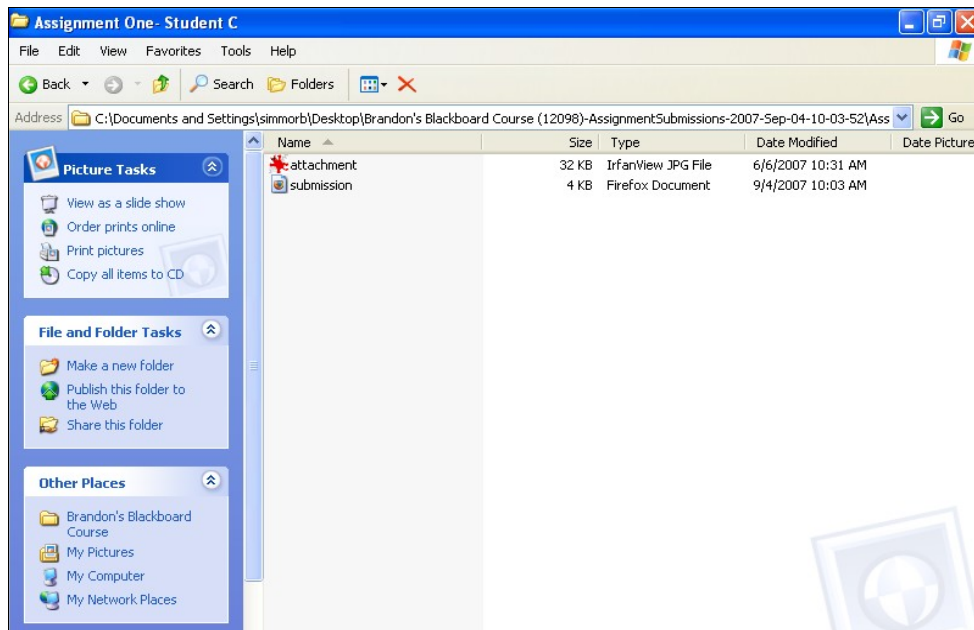 Assignment One- Student C
File Edit View Favorites Tools Help
Back Search Folders
Address C:\Documents and Settings\simmorb\Desktop\Brandon's Blackboard Course (12098)-AssignmentSubmissions-2007-Sep-04-10-03-52\Ass Go
Name Size Type Date Modified Date Picture
attachment 32 KB IrfanView JPG File 6/6/2007 10:31 AM
submission 4 KB Firefox Document 9/4/2007 10:03 AM
Picture Tasks
View as a slide show
Order prints online
Print pictures
Copy all items to CD
File and Folder Tasks
Make a new folder
Publish this folder to
the Web
Share this folder
Other Places
Brandon's Blackboard
Course
My Pictures
My Computer
My Network Places